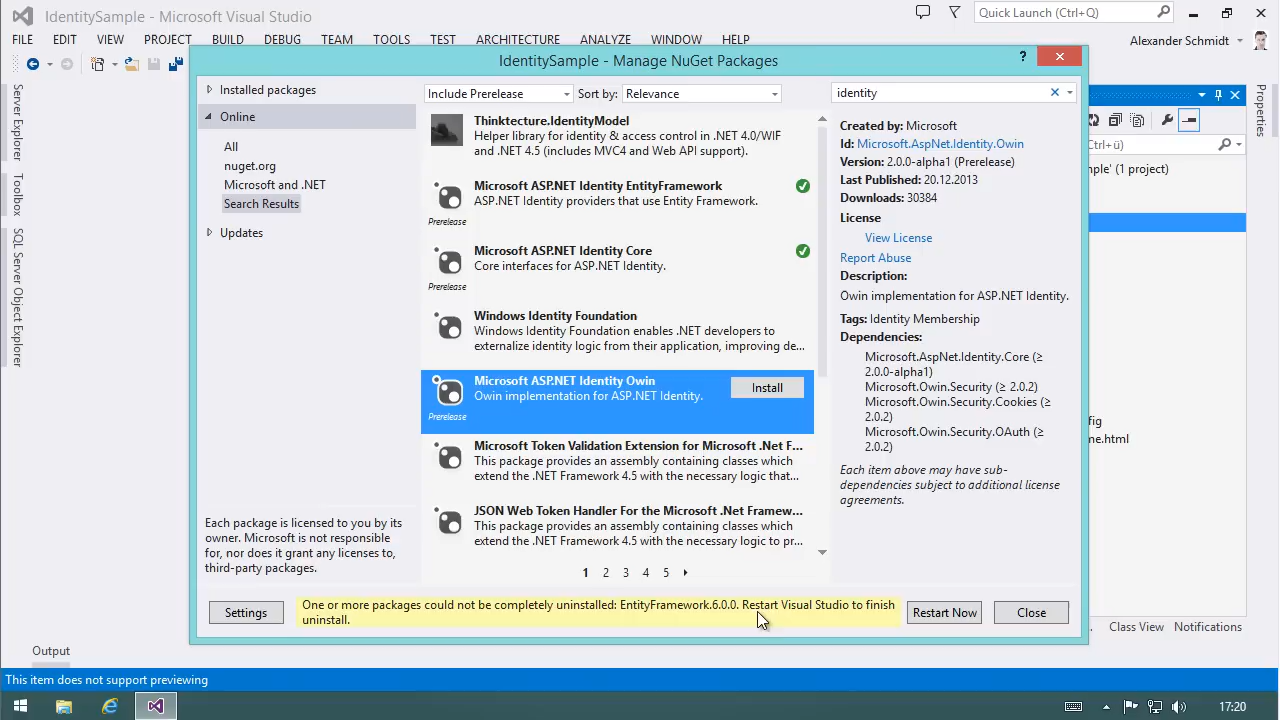 IdentitySample - Microsoft Visual Studio
Quick Launch (Ctrl+Q)
FILE EDIT VIEW PROJECT BUILD DEBUG TEAM TOOLS TEST ARCHITECTURE ANALYZE WINDOW HELP
Alexander Schmidt
IdentitySample - Manage NuGet Packages
?
Server Explorer
Toolbox
SQL Server Object Explorer
Installed packages
Online
All
nuget.org
Microsoft and .NET
Search Results
Updates
Each package is licensed to you by its
owner. Microsoft is not responsible
for, nor does it grant any licenses to,
third-party packages.
Include Prerelease
Sort by:
Relevance
Thinktecture.IdentityModel
Helper library for identity & access control in .NET 4.0/WIF
and .NET 4.5 (includes MVC4 and Web API support).
Microsoft ASP.NET Identity EntityFramework
ASP.NET Identity providers that use Entity Framework.
Prerelease
Microsoft ASP.NET Identity Core
Core interfaces for ASP.NET Identity.
Prerelease
Windows Identity Foundation
Windows Identity Foundation enables .NET developers to
externalize identity logic from their application, improving de...
Microsoft ASP.NET Identity Owin
Owin implementation for ASP.NET Identity.
Prerelease
Install
Microsoft Token Validation Extension for Microsoft .Net F...
This package provides an assembly containing classes which
extend the .NET Framework 4.5 with the necessary logic that...
JSON Web Token Handler For the Microsoft .Net Framew...
This package provides an assembly containing classes which
extend the .NET Framework 4.5 with the necessary logic to pr...
1 2 3 4 5
identity
Created by: Microsoft
Id: Microsoft.AspNet.Identity.Owin
Version: 2.0.0-alpha1 (Prerelease)
Last Published: 20.12.2013
Downloads: 30384
License
View License
Report Abuse
Description:
Owin implementation for ASP.NET Identity.
Tags: Identity Membership
Dependencies:
Microsoft.AspNet.Identity.Core (≥
2.0.0-alpha1)
Microsoft.Owin.Security (≥ 2.0.2)
Microsoft.Owin.Security.Cookies (≥
2.0.2)
Microsoft.Owin.Security.OAuth (≥
2.0.2)
Each item above may have sub-
dependencies subject to additional license
agreements.
Settings
One or more packages could not be completely uninstalled: EntityFramework.6.0.0. Restart Visual Studio to finish
uninstall.
Restart Now
Close
Properties
Ctrl+ü)
ple' (1 project)
fig
me.html
Class View Notifications
Output
This item does not support previewing
17:20